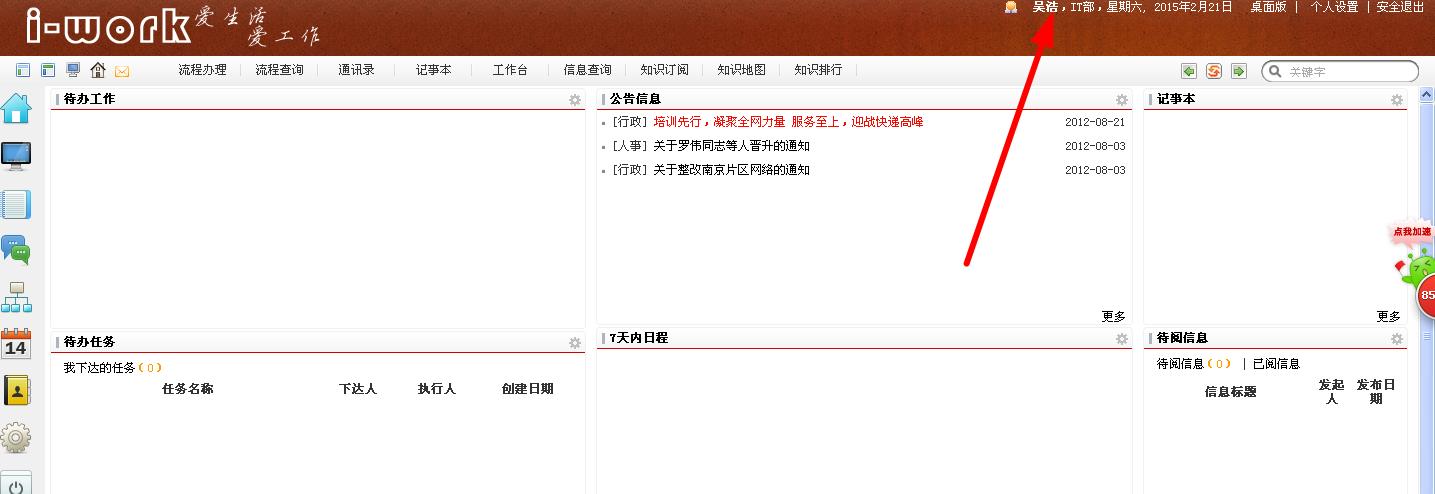 i-work 爱生活 爱工作
吴浩，IT部，星期六, 2015年2月21日 桌面版 | 个人设置 | 安全退出
流程办理 流程查询 通讯录 记事本 工作台 信息查询 知识订阅 知识地图 知识排行 关键字
待办工作
公告信息
[行政] 培训先行，凝聚全网力量 服务至上，迎战快递高峰 2012-08-21
[人事] 关于罗伟同志等人晋升的通知 2012-08-03
[行政] 关于整改南京片区网络的通知 2012-08-03
更多
记事本
更多
点我加速
85
14
待办任务
我下达的任务(0)
任务名称 下达人 执行人 创建日期
7天内日程
待阅信息
待阅信息(0) | 已阅信息
信息标题 发起人 发布日期